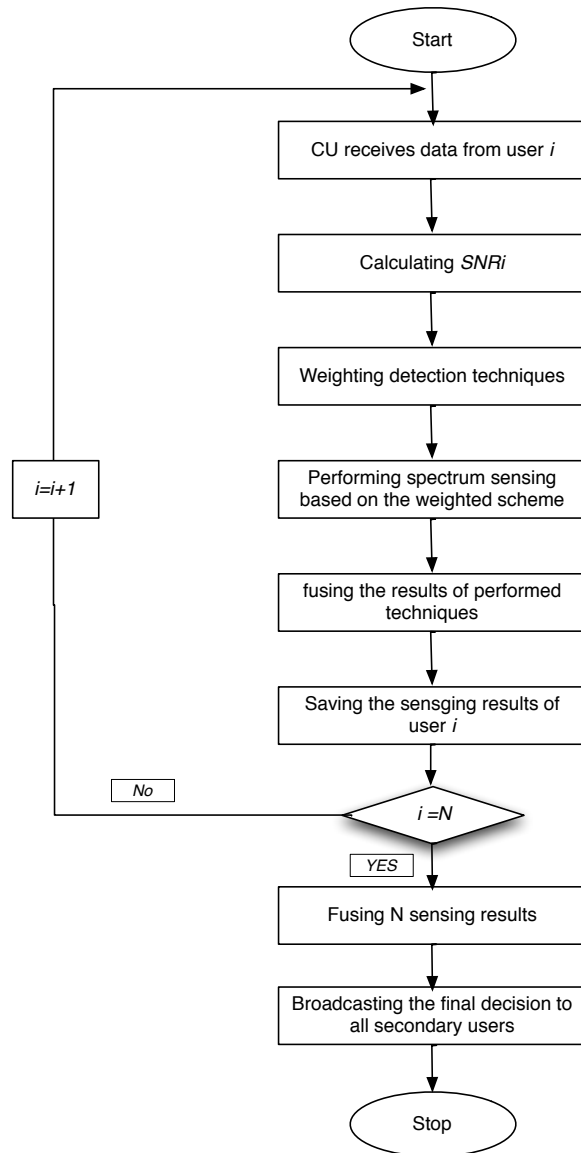 Start
CU receives data from user i
Calculating SNRi
Weighting detection techniques
i=i+1
Performing spectrum sensing
based on the weighted scheme
fusing the results of performed
techniques
Saving the sensging results of
user i
No
i =N
YES
Fusing N sensing results
Broadcasting the final decision to
all secondary users
Stop